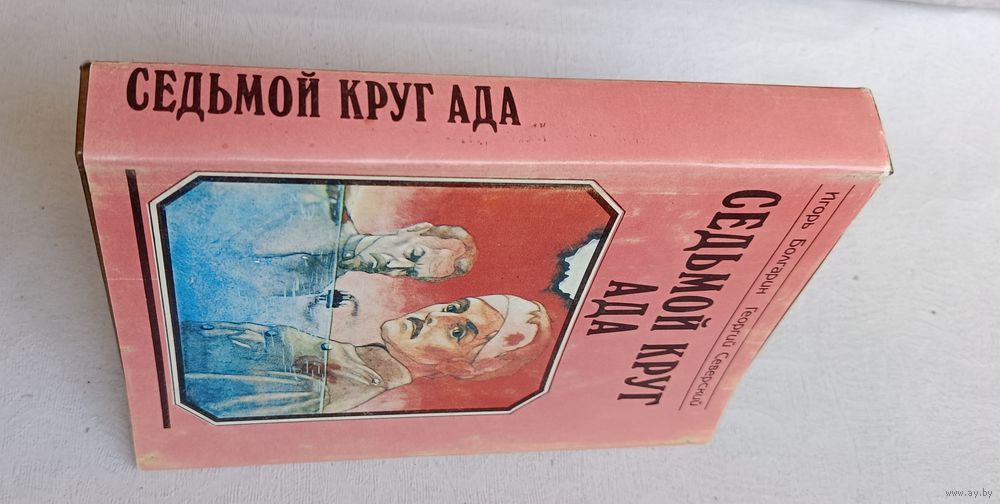 СЕДЬМОЙ КРУГ АДА
Игорь Болгарин Георгий Северский
СЕДЬМОЙ КРУГ
АДА
www.ay.by